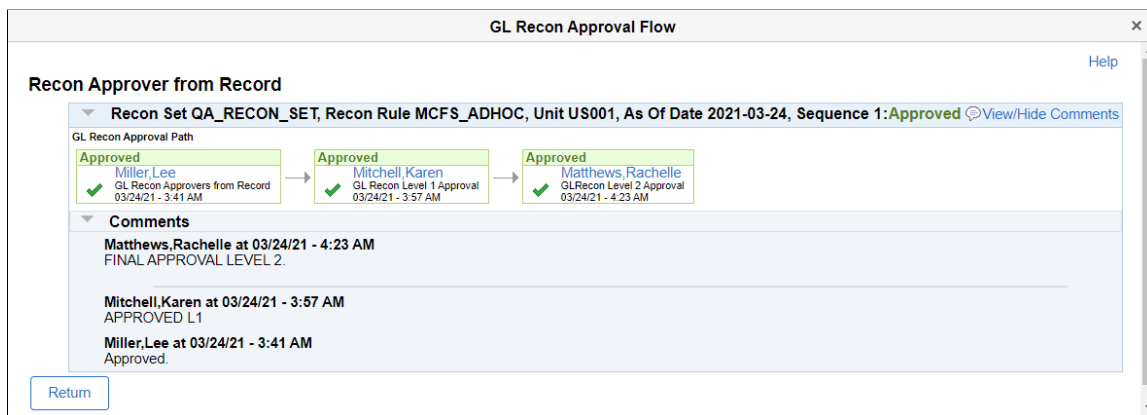 GL Recon Approval Flow
×
Help
Recon Approver from Record
Recon Set QA_RECON_SET, Recon Rule MCFS_ADHOC, Unit US001, As Of Date 2021-03-24, Sequence 1:Approved View/Hide Comments
GL Recon Approval Path
Approved
Miller,Lee
GL Recon Approvers from Record
03/24/21 - 3:41 AM
Approved
Mitchell,Karen
GL Recon Level 1 Approval
03/24/21 - 3:57 AM
Approved
Matthews,Rachelle
GLRecon Level 2 Approval
03/24/21 - 4:23 AM
Comments
Matthews,Rachelle at 03/24/21 - 4:23 AM
FINAL APPROVAL LEVEL 2.
Mitchell,Karen at 03/24/21 - 3:57 AM
APPROVED L1
Miller,Lee at 03/24/21 - 3:41 AM
Approved.
Return